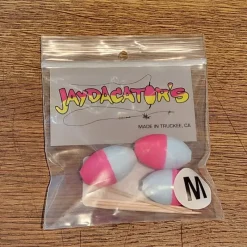 JAYDACATOR'S
MADE IN TRUCKEE, CA
M